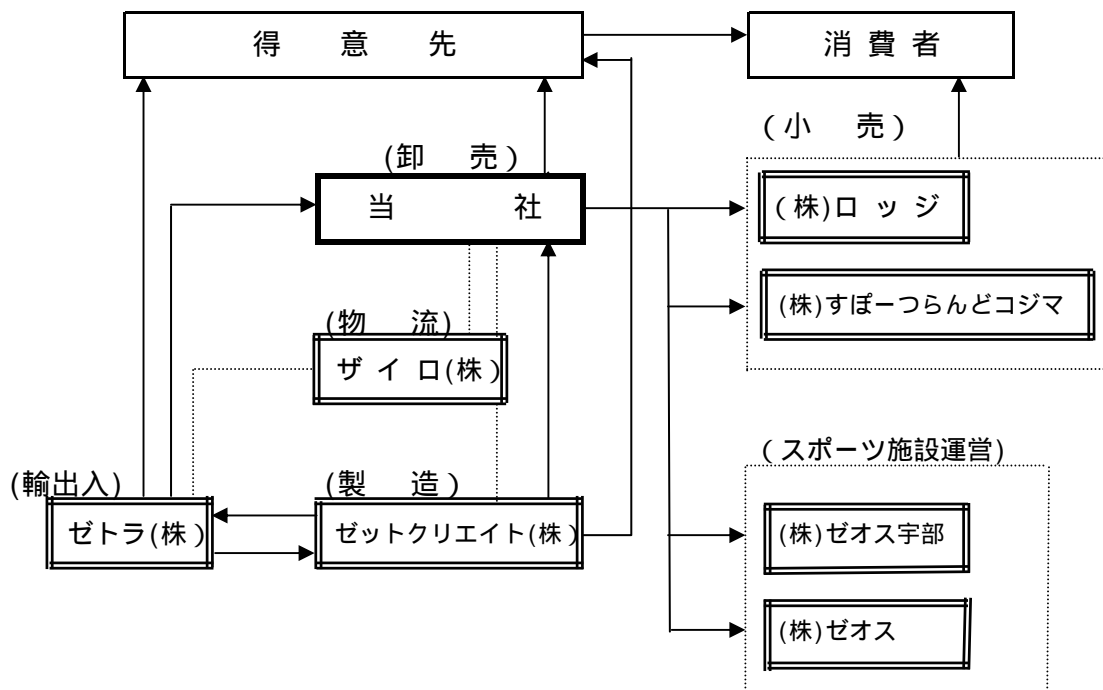 得 意 先
消 費 者
（小 売）
(卸 売）
当 社
（株)ロ ッ ジ
(株)すぽーつらんどコジマ
(物 流)
ザ イ ロ(株）
（スポーツ施設運営)
(輸出入)
(製 造）
ゼトラ(株）
ゼットクリエイト(株)
(株)ゼオス宇部
(株)ゼオス